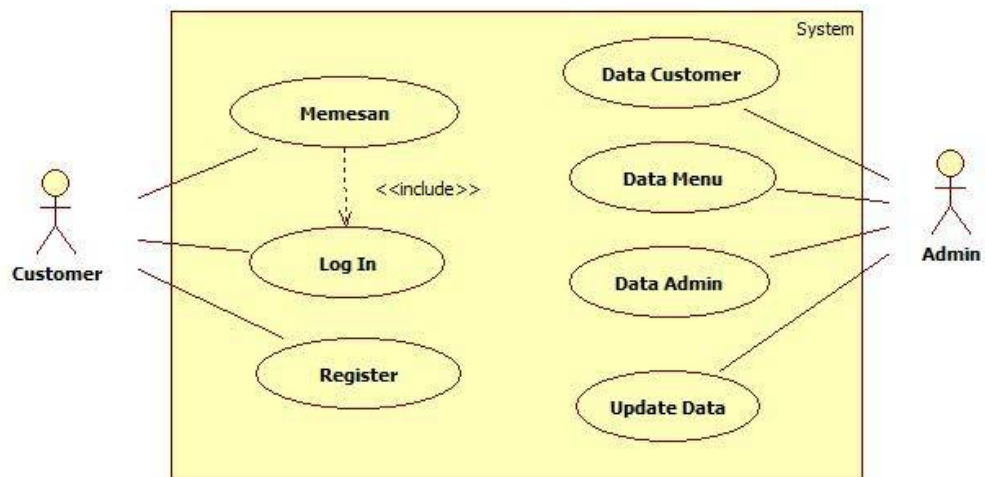 System
Data Customer
Memesan
Data Menu
<<include>>
Customer
Log In
Admin
Data Admin
Register
Update Data